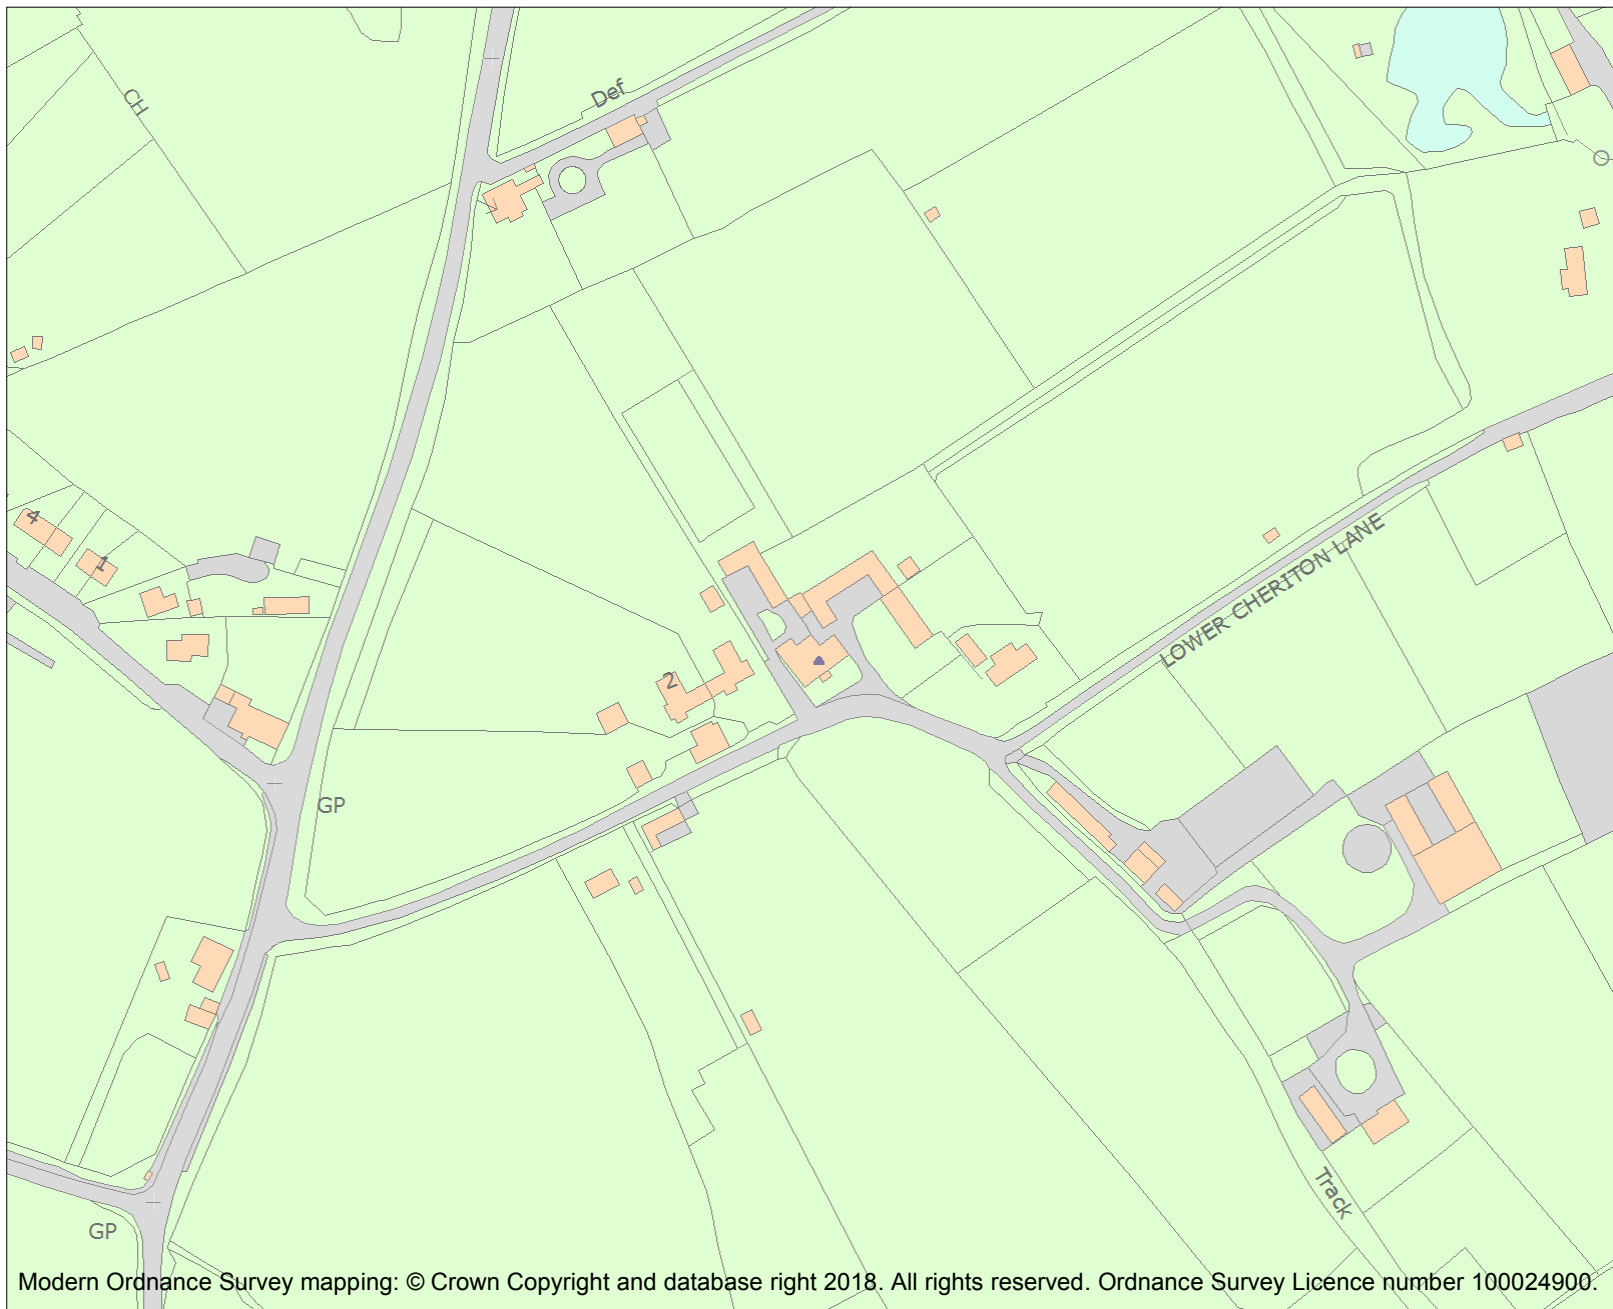 CH
Def
4
1
LOWER CHERITON LANE
2
GP
Track
GP
Modern Ordnance Survey mapping: © Crown Copyright and database right 2018. All rights reserved. Ordnance Survey Licence number 100024900.